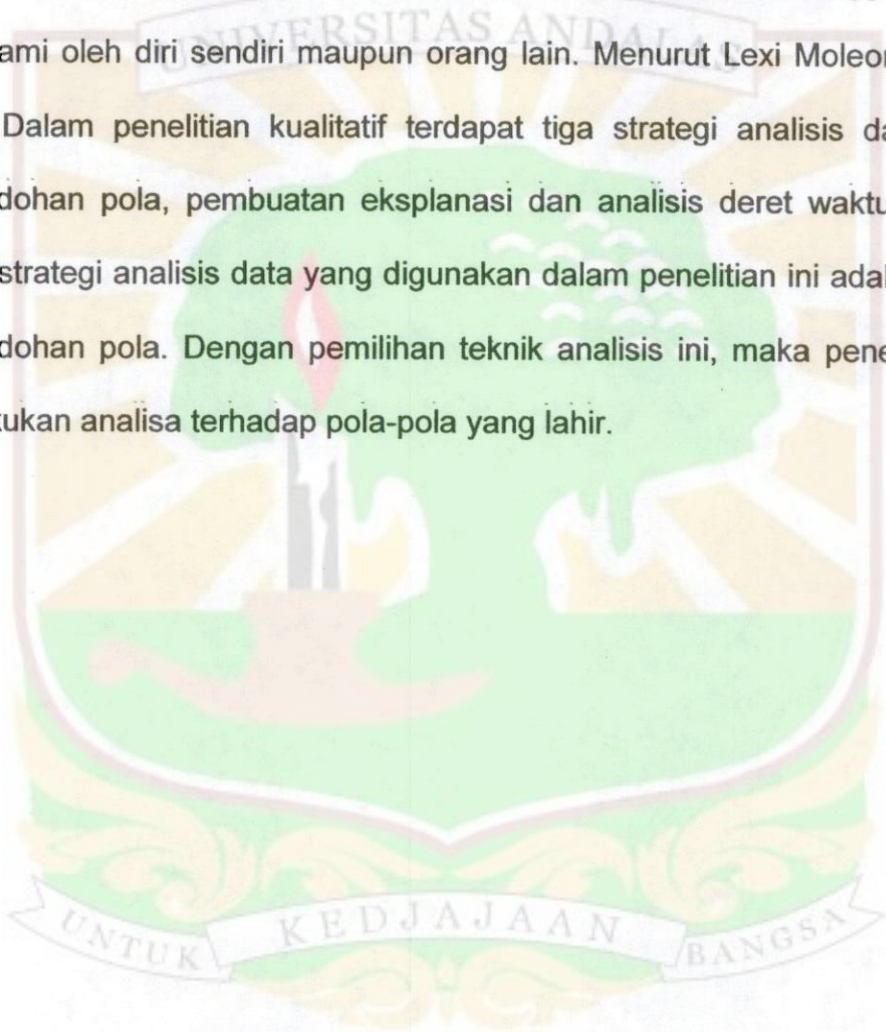 UNIVERSITAS ANDALAS
ami oleh diri sendiri maupun orang lain. Menurut Lexi Moleor
Dalam penelitian kualitatif terdapat tiga strategi analisis da
dohan pola, pembuatan eksplanasi dan analisis deret waktu
strategi analisis data yang digunakan dalam penelitian ini adal
dohan pola. Dengan pemilihan teknik analisis ini, maka pene
kukan analisa terhadap pola-pola yang lahir.
UNTUK KEDJAJAAN BANGSA